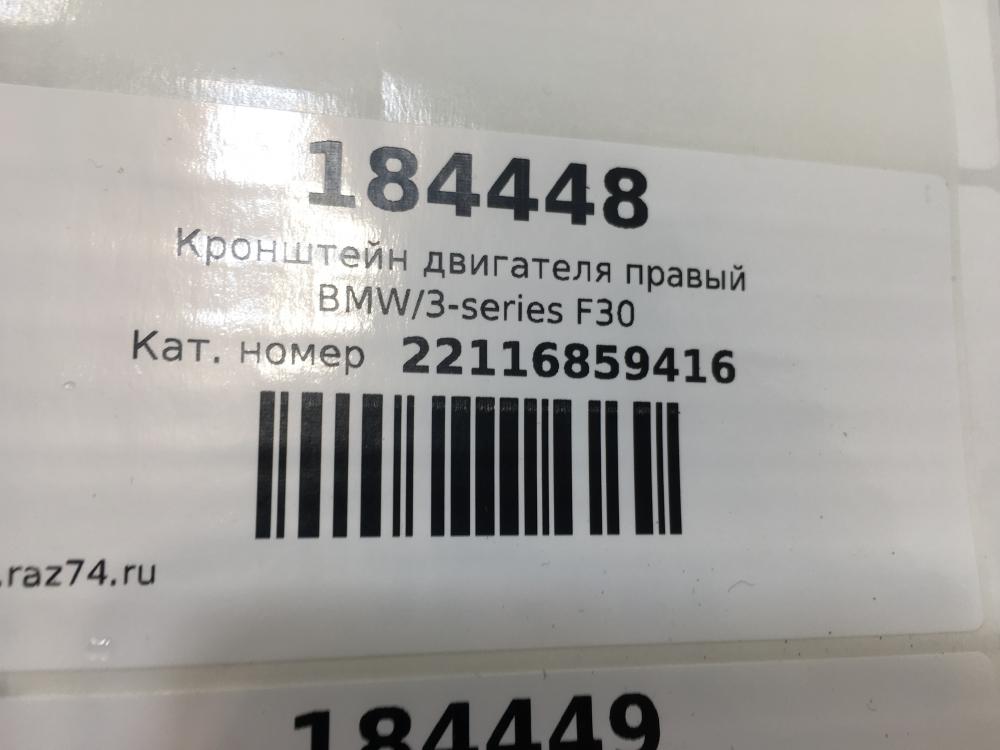 184448
Кронштейн двигателя правый
BMW/3-series F30
Кат. номер 22116859416
.raz74.ru
184449